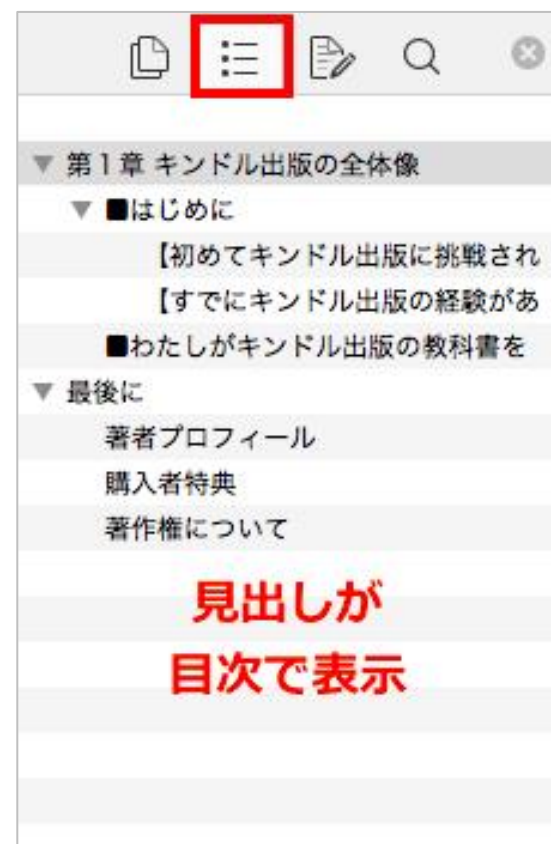 ▼ 第1章 キンドル出版の全体像
▼ ■はじめに
【初めてキンドル出版に挑戦され
【すでにキンドル出版の経験があ
■わたしがキンドル出版の教科書を
▼ 最後に
著者プロフィール
購入者特典
著作権について
見出しが
目次で表示